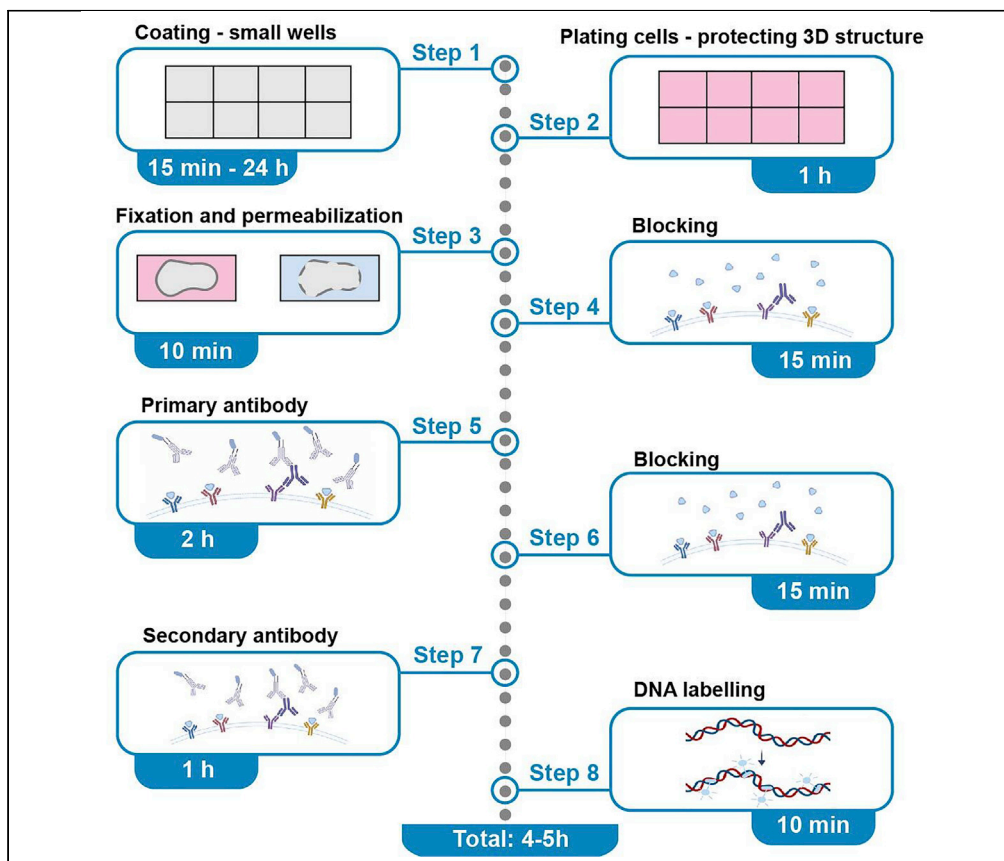 Coating - small wells
Step 1
15 min - 24 h
Plating cells - protecting 3D structure
Step 2
1 h
Fixation and permeabilization
Step 3
10 min
Blocking
Step 4
15 min
Primary antibody
Step 5
2 h
Blocking
Step 6
15 min
Secondary antibody
Step 7
1 h
DNA labelling
Step 8
10 min
Total: 4-5h